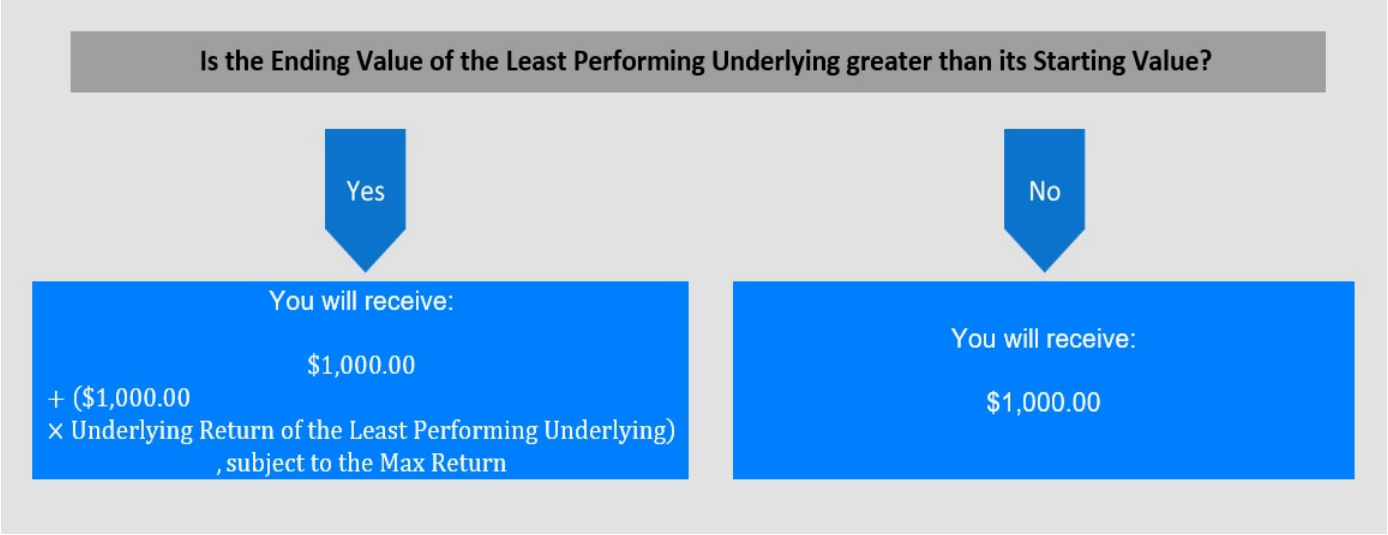 Is the Ending Value of the Least Performing Underlying greater than its Starting Value?
Yes
No
You will receive:
$1,000.00
+ ($1,000.00
× Underlying Return of the Least Performing Underlying)
, subject to the Max Return
You will receive:
$1,000.00